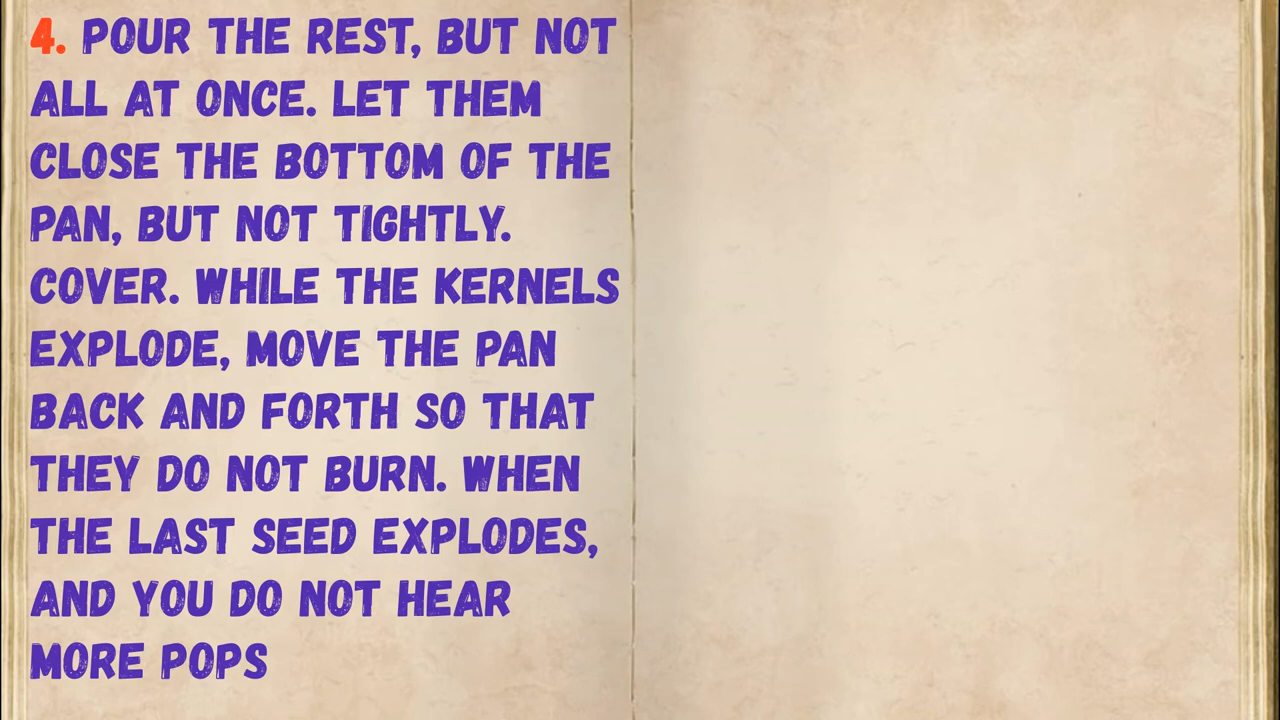 4. POUR THE REST, BUT NOT
ALL AT ONCE. LET THEM
CLOSE THE BOTTOM OF THE
PAN, BUT NOT TIGHTLY.
COVER. WHILE THE KERNELS
EXPLODE, MOVE THE PAN
BACK AND FORTH SO THAT
THEY DO NOT BURN. WHEN
THE LAST SEED EXPLODES,
AND YOU DO NOT HEAR
MORE POPS